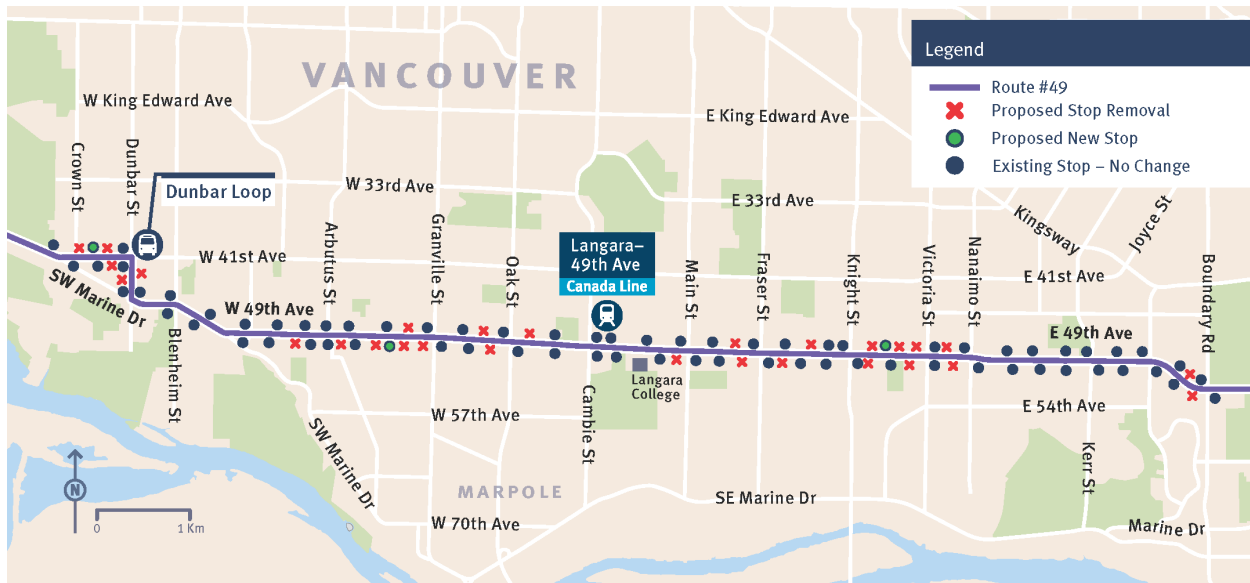 VANCOUVER
Legend
Route #49
Proposed Stop Removal
Proposed New Stop
Existing Stop – No Change
W King Edward Ave
E King Edward Ave
Crown St
Dunbar St
Dunbar Loop
W 33rd Ave
E 33rd Ave
Kingsway
Joyce St
Arbutus St
Granville St
Oak St
Langara–
49th Ave
Canada Line
Main St
Fraser St
Knight St
Victoria St
Nanaimo St
Boundary Rd
W 41st Ave
E 41st Ave
SW Marine Dr
W 49th Ave
E 49th Ave
Blenheim St
Langara
College
Cambie St
W 57th Ave
E 54th Ave
SW Marine Dr
Kerr St
MARPOLE
SE Marine Dr
N
W 70th Ave
Marine Dr
0 1 Km